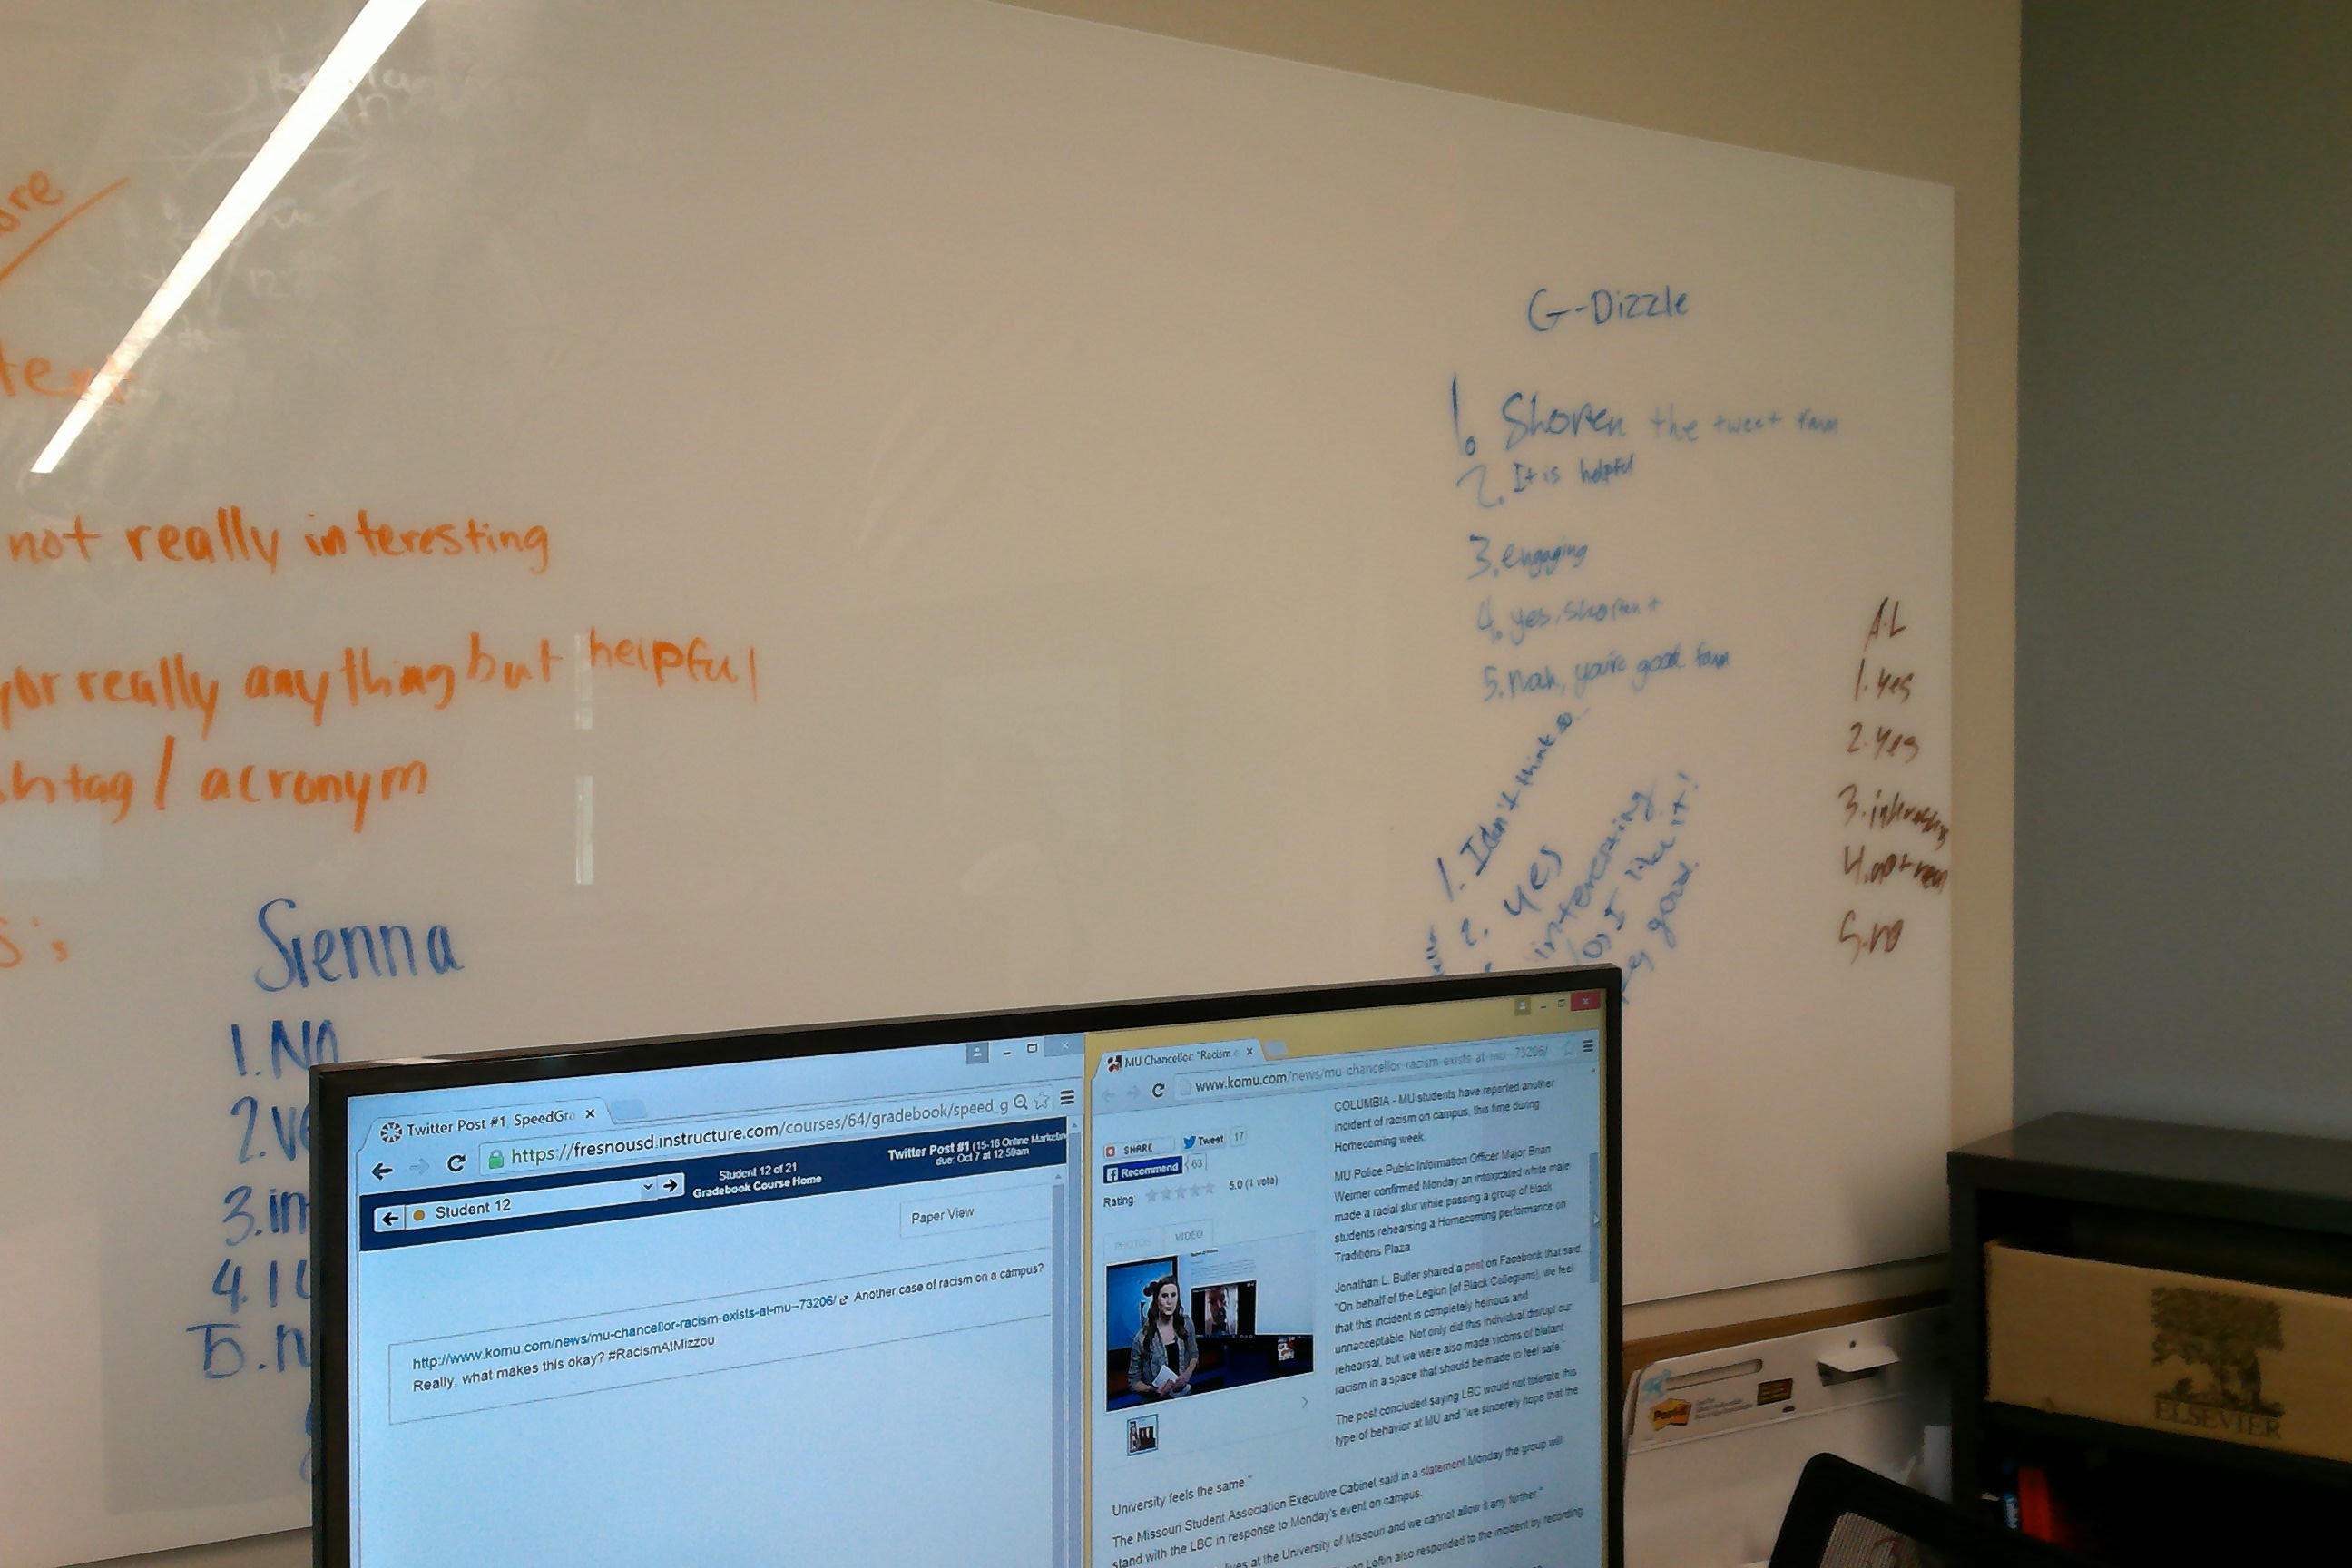 text
not really interesting
really anything but helpful
/ acronym
Sienna
1. No
2.
3. in
4. I
5. N
G-Dizzle
1. Shorten the tweet fam
2. It is helpful
3. engaging
4. yes, shorten it
5. Nah, you're good fam
1. I don't think so...
2. yes
interesting
I like it!
good.
A.L
1. yes
2. yes
3. interesting
4. not really
5. no
Twitter Post #1, SpeedGra
https://fresnousd.instructure.com/courses/64/gradebook/speed_g
Student 12
Student 12 of 21
Gradebook Course Home
Twitter Post #1 (15-16 Online Marketin
due: Oct 7 at 12:59am
Paper View
http://www.komu.com/news/mu-chancellor-racism-exists-at-mu--73206/ Another case of racism on a campus?
Really. what makes this okay? #RacismAtMizzou
MU Chancellor: "Racism e
www.komu.com/news/mu-chancellor-racism-exists-at-mu--73206/
SHARE
Tweet 17
Recommend 63
Rating: 5.0 (1 vote)
PHOTOS VIDEO
COLUMBIA - MU students have reported another
incident of racism on campus, this time during
Homecoming week.
MU Police Public Information Officer Major Brian
Weimer confirmed Monday an intoxicated white male
made a racial slur while passing a group of black
students rehearsing a Homecoming performance on
Traditions Plaza.
Jonathan L. Butler shared a post on Facebook that said,
"On behalf of the Legion [of Black Collegians], we feel
that this incident is completely heinous and
unacceptable. Not only did this individual disrupt our
rehearsal, but we were also made victims of blatant
racism in a space that should be made to feel safe."
The post concluded saying LBC would not tolerate this
type of behavior at MU and "we sincerely hope that the
University feels the same."
The Missouri Student Association Executive Cabinet said in a statement Monday the group will
stand with the LBC in response to Monday's event on campus.
lives at the University of Missouri and we cannot allow it any further."
Loftin also responded to the incident by recording
Post-it
ELSEVIER